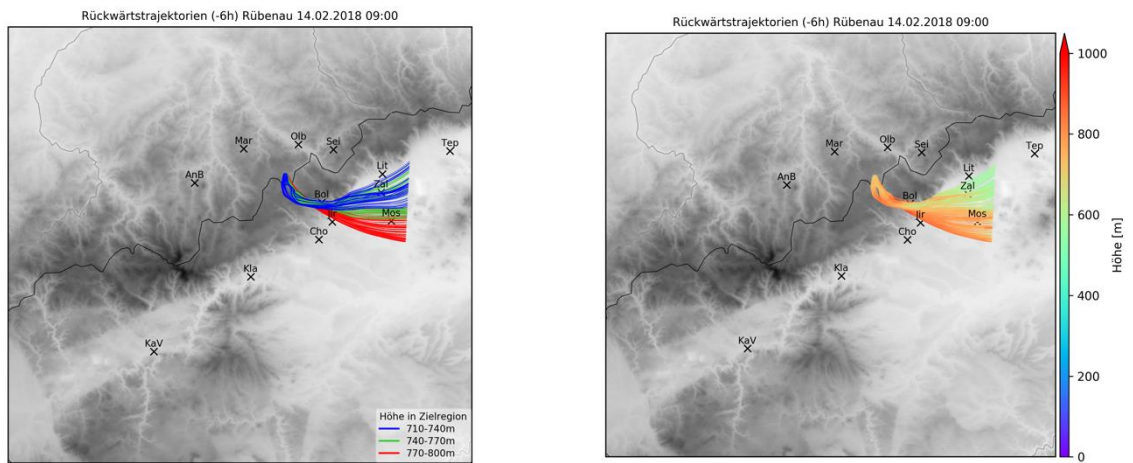 Rückwärtstrajektorien (-6h) Rübenau 14.02.2018 09:00
Mar
Olb
Sei
Tep
AnB
Lit
Zal
Bol
Jir
Mos
Cho
Kla
KaV
Höhe in Zielregion
710-740m
740-770m
770-800m
Rückwärtstrajektorien (-6h) Rübenau 14.02.2018 09:00
Mar
Olb
Sei
Tep
AnB
Lit
Zal
Bol
Jir
Mos
Cho
Kla
KaV
1000
800
600
400
200
0
Höhe [m]